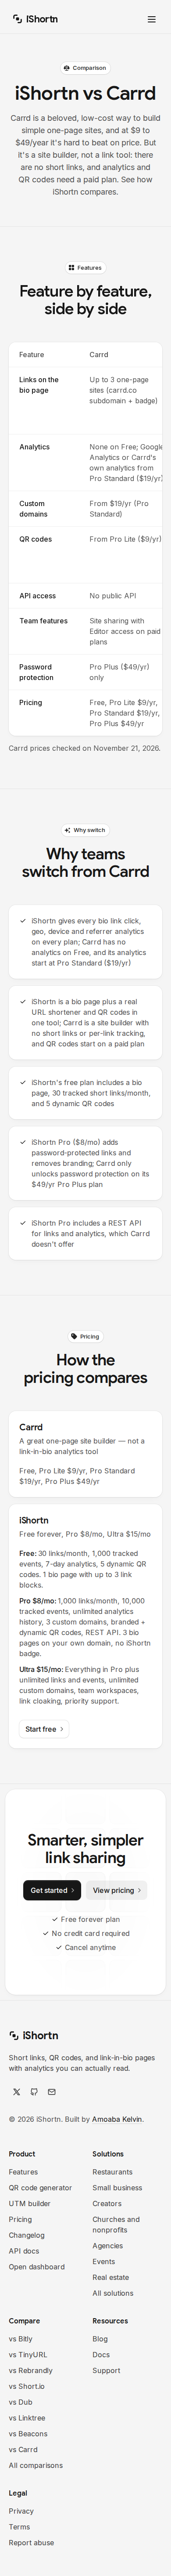 iShortn
Comparison
iShortn vs Carrd
Carrd is a beloved, low-cost way to build
simple one-page sites, and at $9 to
$49/year it's hard to beat on price. But
it's a site builder, not a link tool: there
are no short links, and analytics and
QR codes need a paid plan. See how
iShortn compares.
Features
Feature by feature,
side by side
Feature
Carrd
Links on the
bio page
Up to 3 one-page
sites (carrd.co
subdomain + badge)
Analytics
None on Free; Google
Analytics or Carrd's
own analytics from
Pro Standard ($19/yr)
Custom
domains
From $19/yr (Pro
Standard)
QR codes
From Pro Lite ($9/yr)
API access
No public API
Team features
Site sharing with
Editor access on paid
plans
Password
protection
Pro Plus ($49/yr)
only
Pricing
Free, Pro Lite $9/yr,
Pro Standard $19/yr,
Pro Plus $49/yr
Carrd prices checked on November 21, 2026.
Why switch
Why teams
switch from Carrd
iShortn gives every bio link click,
geo, device and referrer analytics
on every plan; Carrd has no
analytics on Free, and its analytics
start at Pro Standard ($19/yr)
iShortn is a bio page plus a real
URL shortener and QR codes in
one tool; Carrd is a site builder with
no short links or per-link tracking,
and QR codes start on a paid plan
iShortn's free plan includes a bio
page, 30 tracked short links/month,
and 5 dynamic QR codes
iShortn Pro ($8/mo) adds
password-protected links and
removes branding; Carrd only
unlocks password protection on its
$49/yr Pro Plus plan
iShortn Pro includes a REST API
for links and analytics, which Carrd
doesn't offer
Pricing
How the
pricing compares
Carrd
A great one-page site builder — not a
link-in-bio analytics tool
Free, Pro Lite $9/yr, Pro Standard
$19/yr, Pro Plus $49/yr
iShortn
Free forever, Pro $8/mo, Ultra $15/mo
Free: 30 links/month, 1,000 tracked
events, 7-day analytics, 5 dynamic QR
codes. 1 bio page with up to 3 link
blocks.
Pro $8/mo: 1,000 links/month, 10,000
tracked events, unlimited analytics
history, 3 custom domains, branded +
dynamic QR codes, REST API. 3 bio
pages on your own domain, no iShortn
badge.
Ultra $15/mo: Everything in Pro plus
unlimited links and events, unlimited
custom domains, team workspaces,
link cloaking, priority support.
Start free
Smarter, simpler
link sharing
Get started
View pricing
Free forever plan
No credit card required
Cancel anytime
iShortn
Short links, QR codes, and link-in-bio pages
with analytics you can actually read.
© 2026 iShortn. Built by Amoaha Kelvin.
Product
Features
QR code generator
UTM builder
Pricing
Changelog
API docs
Open dashboard
Solutions
Restaurants
Small business
Creators
Churches and
nonprofits
Agencies
Events
Real estate
All solutions
Compare
vs Bitly
vs TinyURL
vs Rebrandly
vs Short.io
vs Dub
vs Linktree
vs Beacons
vs Carrd
All comparisons
Resources
Blog
Docs
Support
Legal
Privacy
Terms
Report abuse